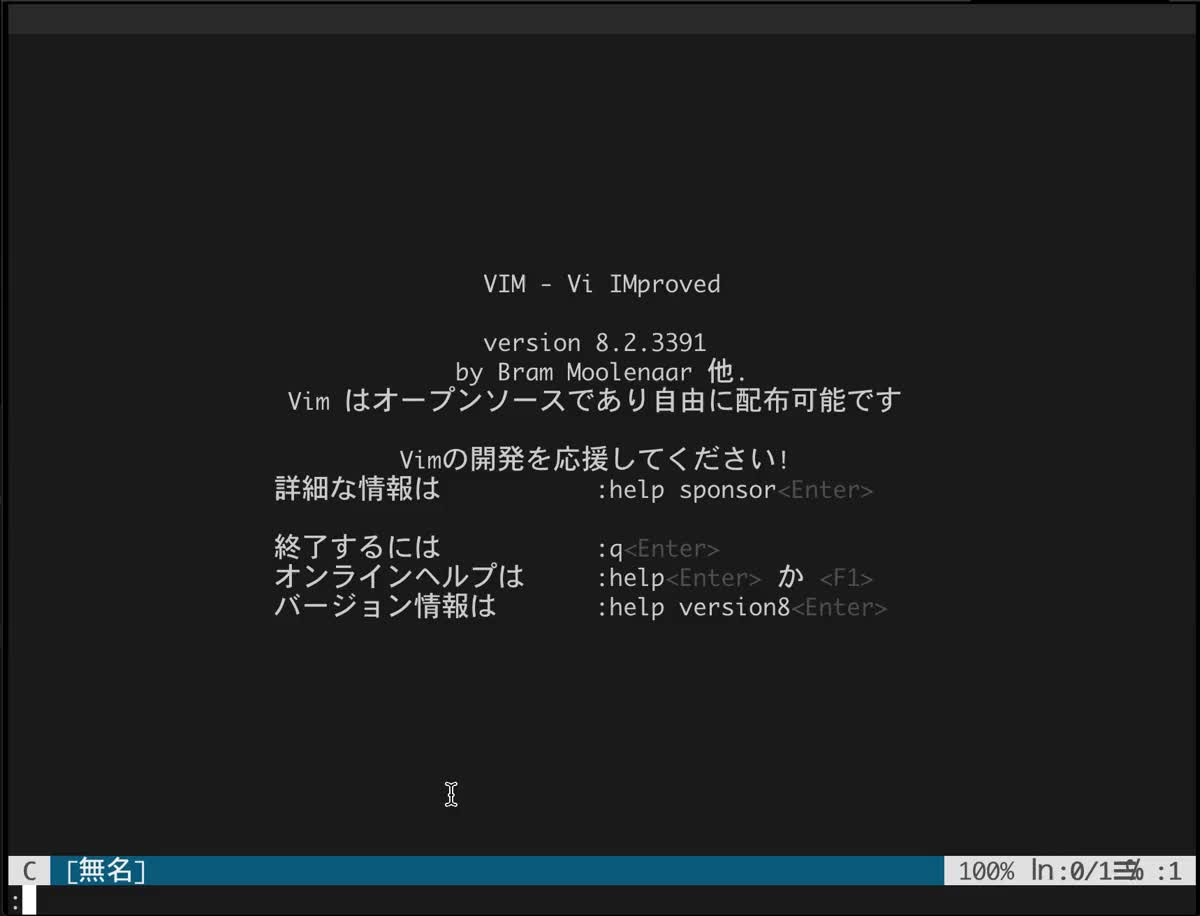 VIM - Vi IMproved
version 8.2.3391
by Bram Moolenaar 他.
Vim はオープンソースであり自由に配布可能です
Vimの開発を応援してください!
詳細な情報は :help sponsor<Enter>
終了するには :q<Enter>
オンラインヘルプは :help<Enter> か <F1>
バージョン情報は :help version8<Enter>
C [無名] 100% ln:0/1☰% :1
: